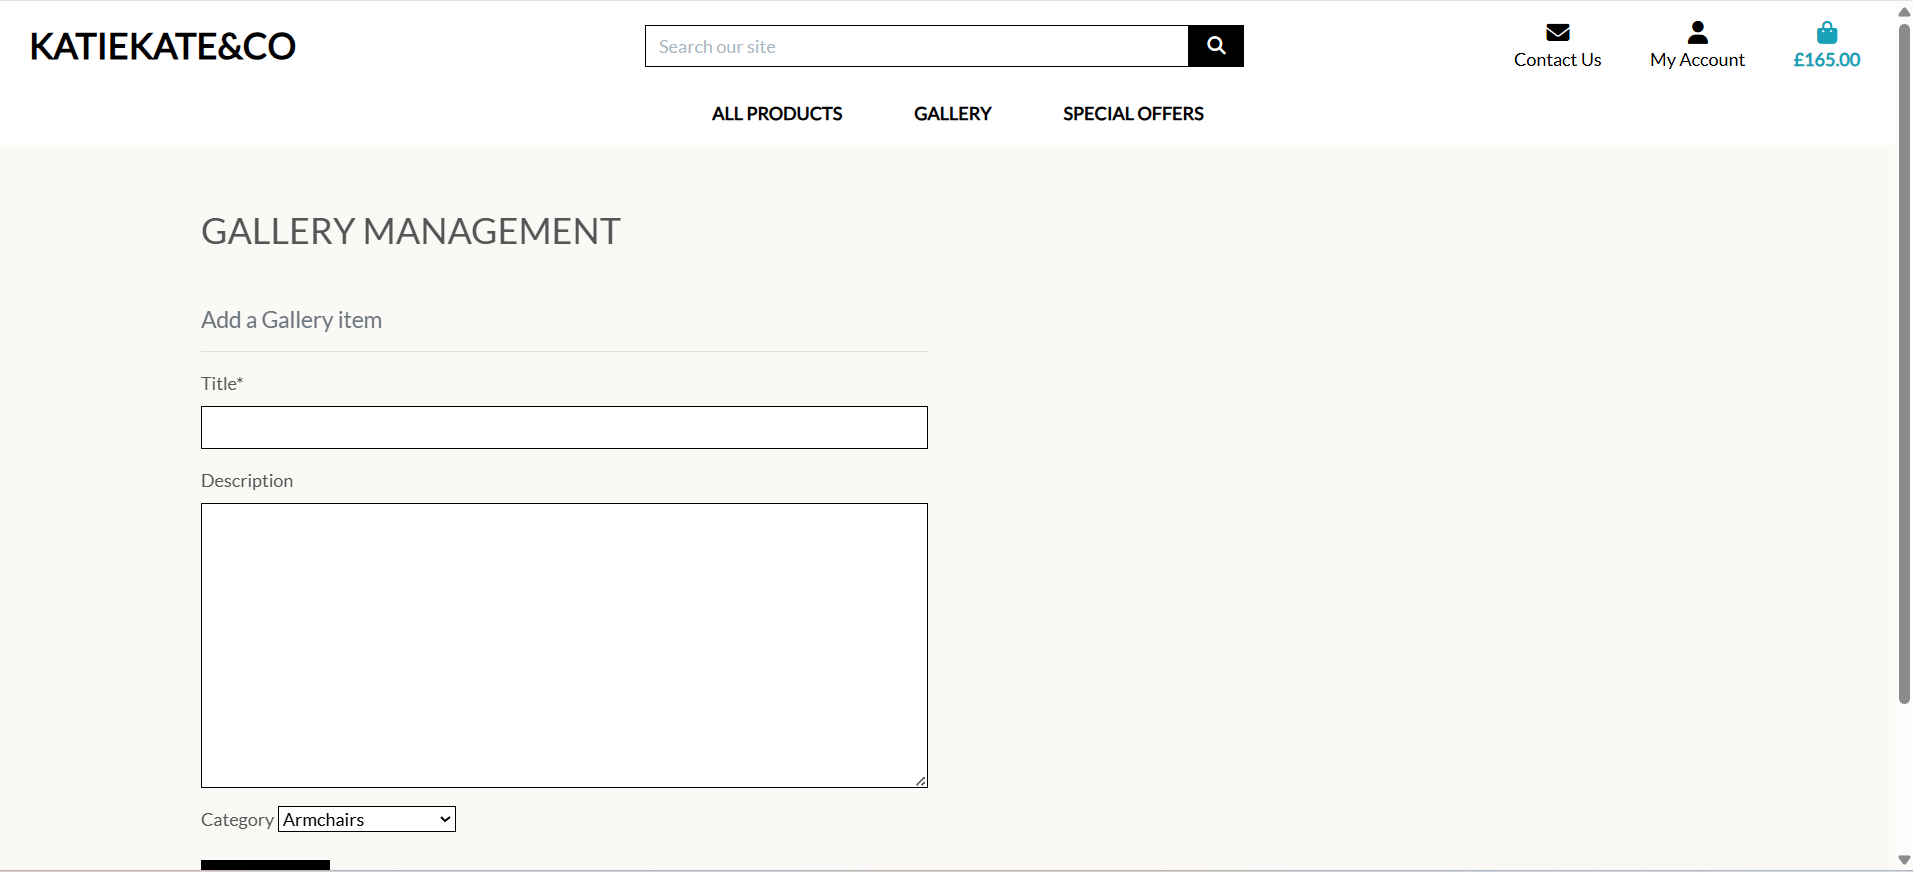 KATIEKATE&CO
Search our site
Contact Us
My Account
£165.00
ALL PRODUCTS
GALLERY
SPECIAL OFFERS
GALLERY MANAGEMENT
Add a Gallery item
Title*
Description
Category
Armchairs